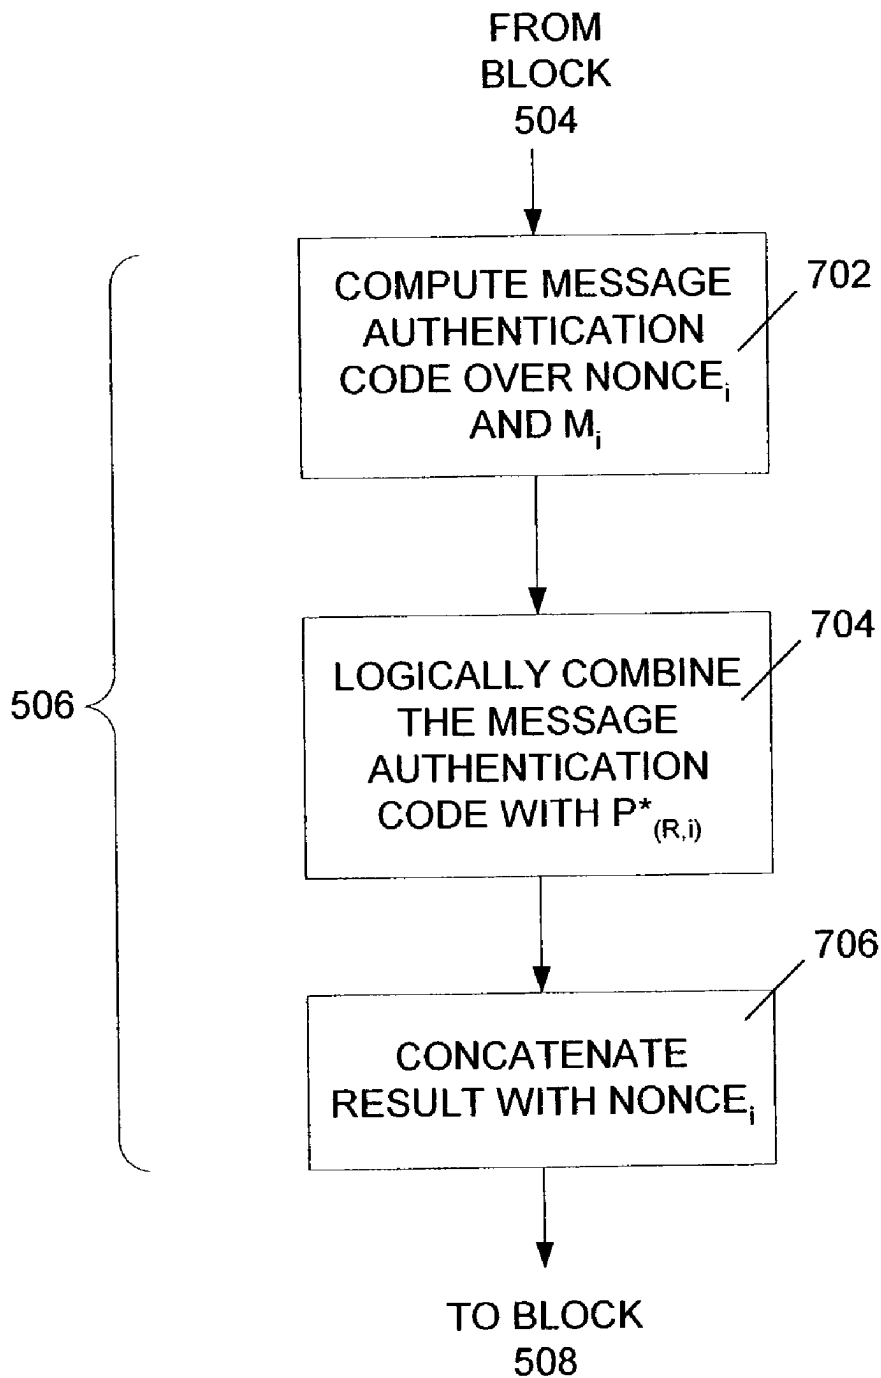 FROM
BLOCK
504
COMPUTE MESSAGE
AUTHENTICATION
CODE OVER NONCEi
AND Mi
702
LOGICALLY COMBINE
THE MESSAGE
AUTHENTICATION
CODE WITH P*(R,i)
704
506
CONCATENATE
RESULT WITH NONCEi
706
TO BLOCK
508